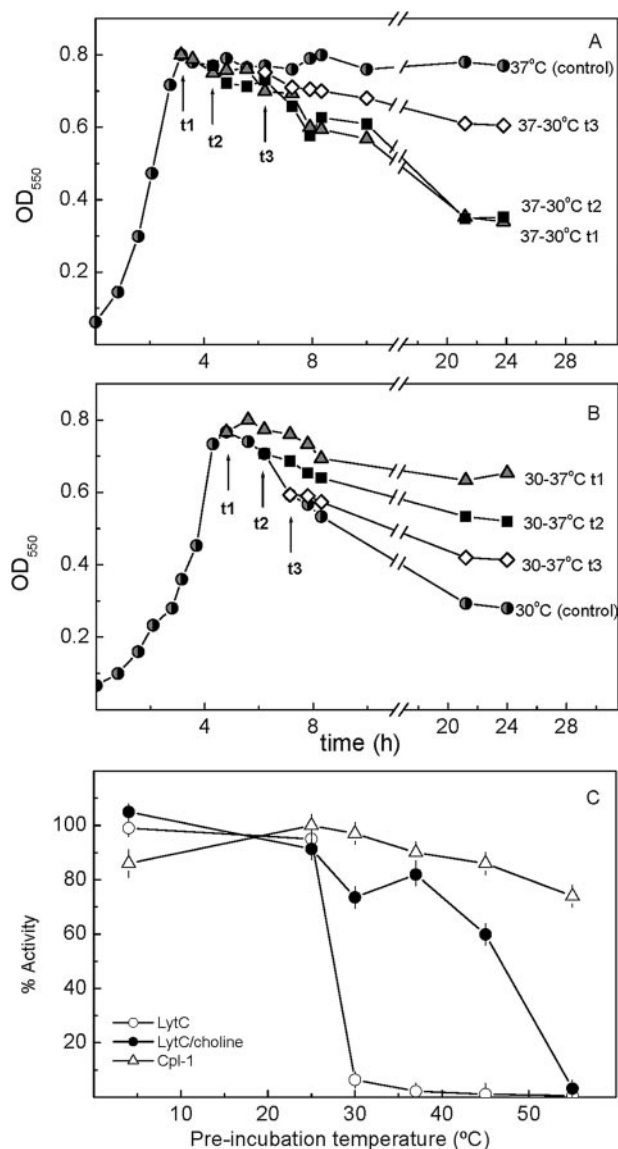 A
0.8
37°C (control)
t1
t2
t3
0.6
37-30°C t3
OD550
0.4
37-30°C t2
37-30°C t1
0.2
4 8 20 24 28
B
0.8
30-37°C t1
t1
t2
0.6
30-37°C t2
t3
OD550
0.4
30-37°C t3
30°C (control)
0.2
4 8 20 24 28
time (h)
C
100
80
60
% Activity
40
LytC
20
LytC/choline
Cpl-1
10 20 30 40 50
Pre-incubation temperature (ºC)